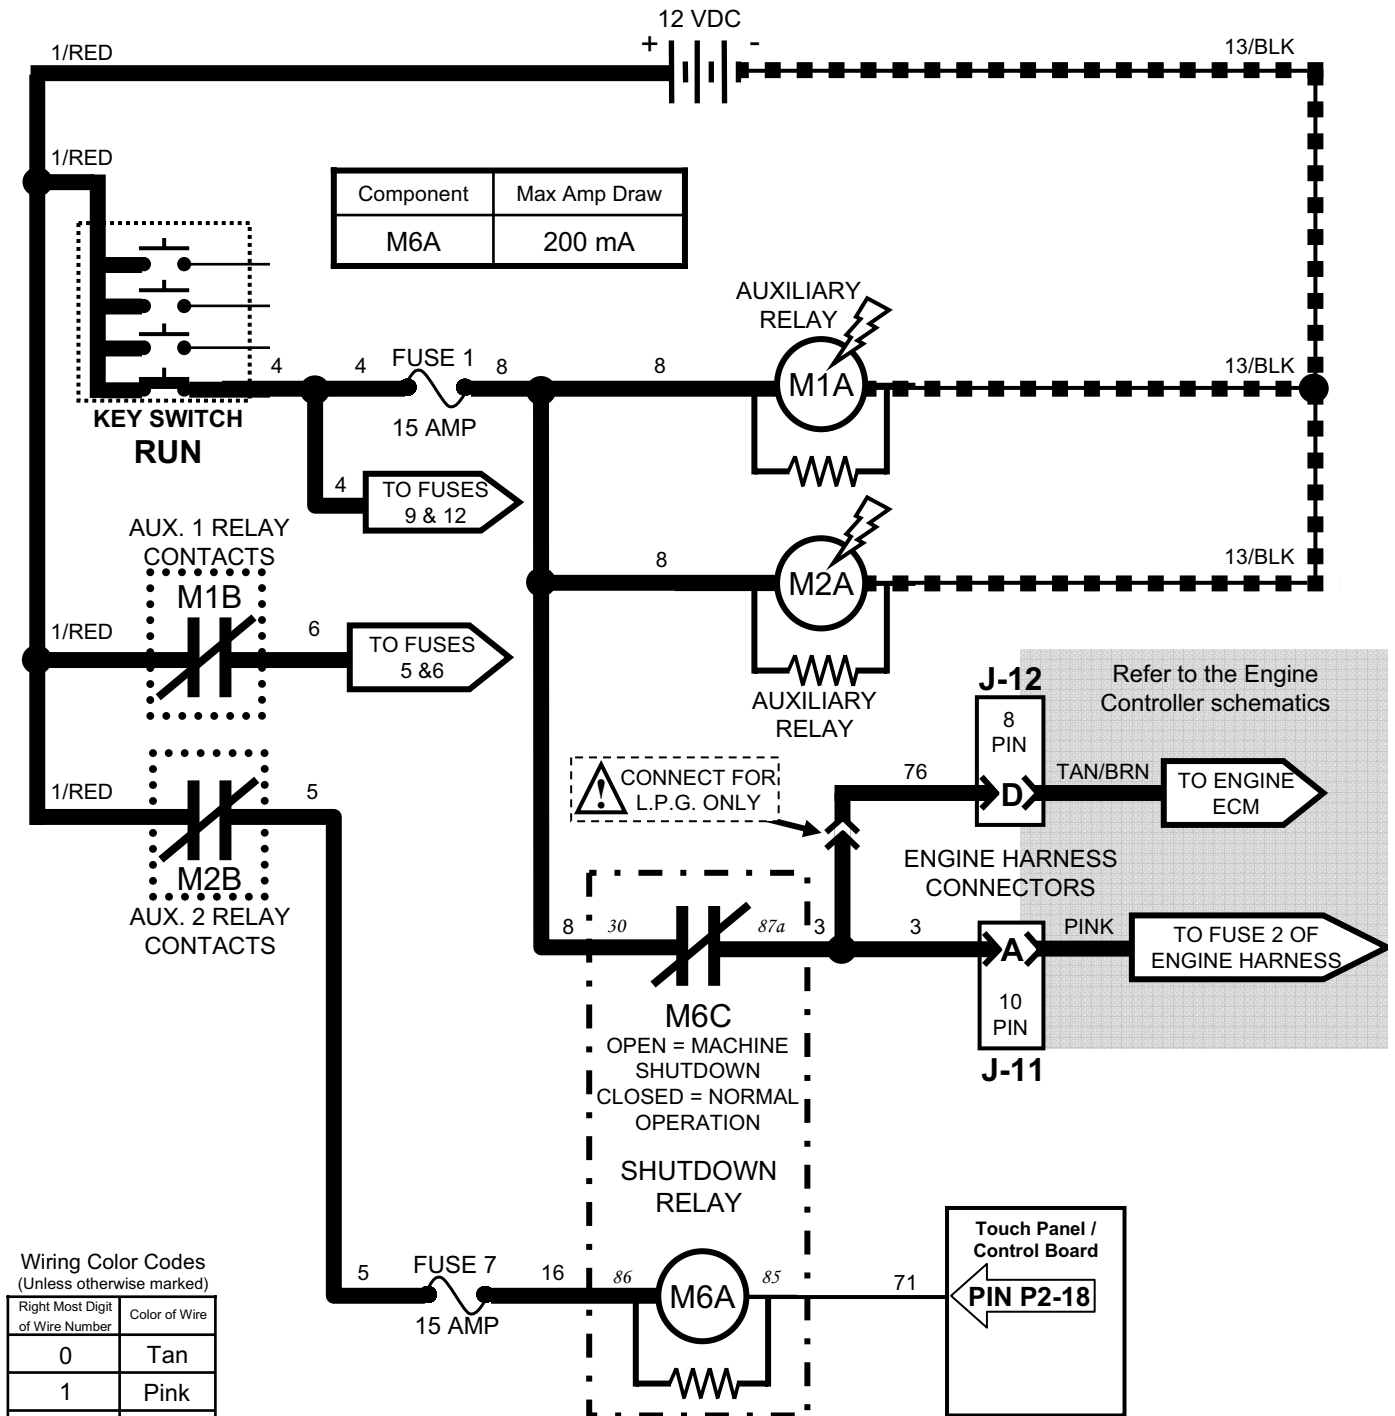 12 VDC
+
-
1/RED
13/BLK
1/RED
Component Max Amp Draw
M6A 200 mA
AUXILIARY
RELAY
4
4
FUSE 1
15 AMP
8
8
M1A
13/BLK
KEY SWITCH
RUN
4
TO FUSES
9 & 12
AUX. 1 RELAY
CONTACTS
M1B
1/RED
6
TO FUSES
5 &6
8
M2A
13/BLK
AUXILIARY
RELAY
J-12
8
PIN
D
Refer to the Engine
Controller schematics
1/RED
5
M2B
AUX. 2 RELAY
CONTACTS
CONNECT FOR
L.P.G. ONLY
!
76
TAN/BRN
TO ENGINE
ECM
ENGINE HARNESS
CONNECTORS
8
30
87a
3
3
A
10
PIN
J-11
PINK
TO FUSE 2 OF
ENGINE HARNESS
M6C
OPEN = MACHINE
SHUTDOWN
CLOSED = NORMAL
OPERATION
SHUTDOWN
RELAY
5
FUSE 7
15 AMP
16
86
M6A
85
71
Touch Panel /
Control Board
PIN P2-18
Wiring Color Codes
(Unless otherwise marked)
Right Most Digit
of Wire Number
Color of Wire
0 Tan
1 Pink